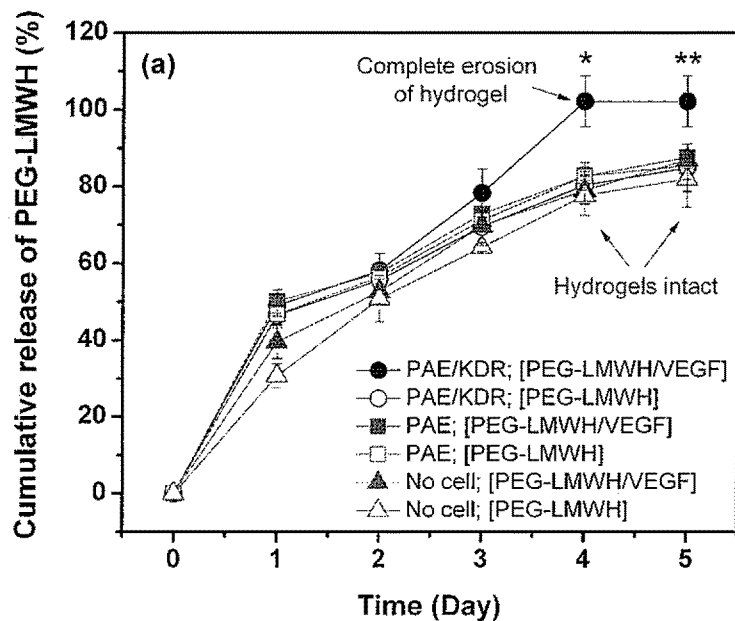 Cumulative release of PEG-LMWH (%)
120
100
80
60
40
20
0
(a)
Complete erosion
of hydrogel
*
**
Hydrogels intact
PAE/KDR; [PEG-LMWH/VEGF]
PAE/KDR; [PEG-LMWH]
PAE; [PEG-LMWH/VEGF]
PAE; [PEG-LMWH]
No cell; [PEG-LMWH/VEGF]
No cell; [PEG-LMWH]
0 1 2 3 4 5
Time (Day)